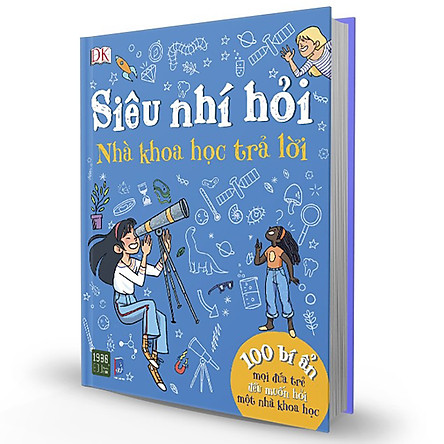 DK
Siêu nhí hỏi
Nhà khoa học trả lời
100 bí ẩn
mọi đứa trẻ
đều muốn hỏi
một nhà khoa học
1980